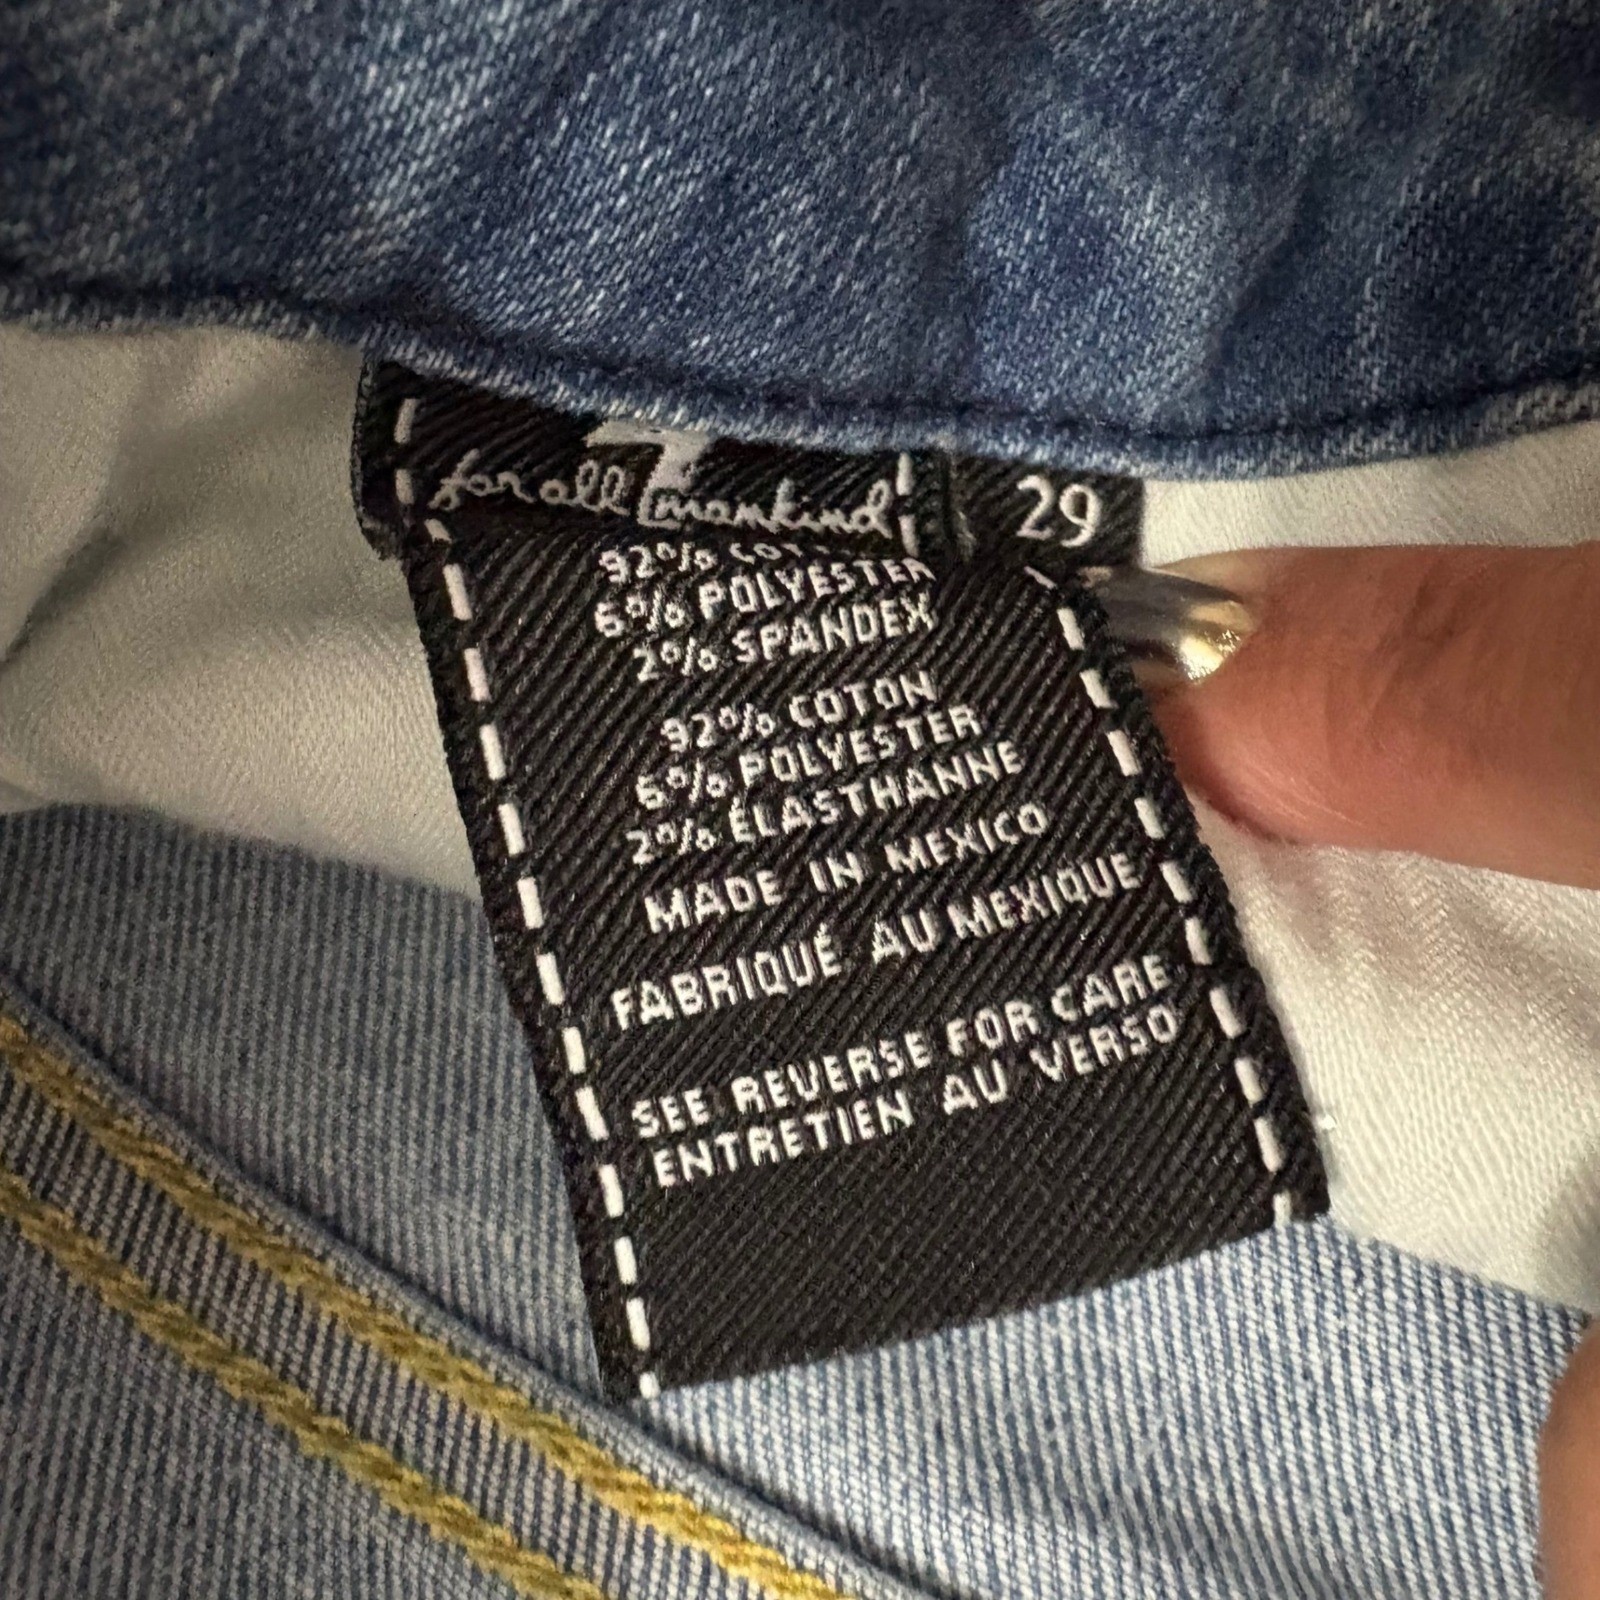 7
for all mankind
29
92% COT
6% POLYESTER
2% SPANDEX
92% COTON
6% POLYESTER
2% ÉLASTHANNE
MADE IN MEXICO
FABRIQUÉ AU MEXIQUE
SEE REVERSE FOR CARE
ENTRETIEN AU VERSO